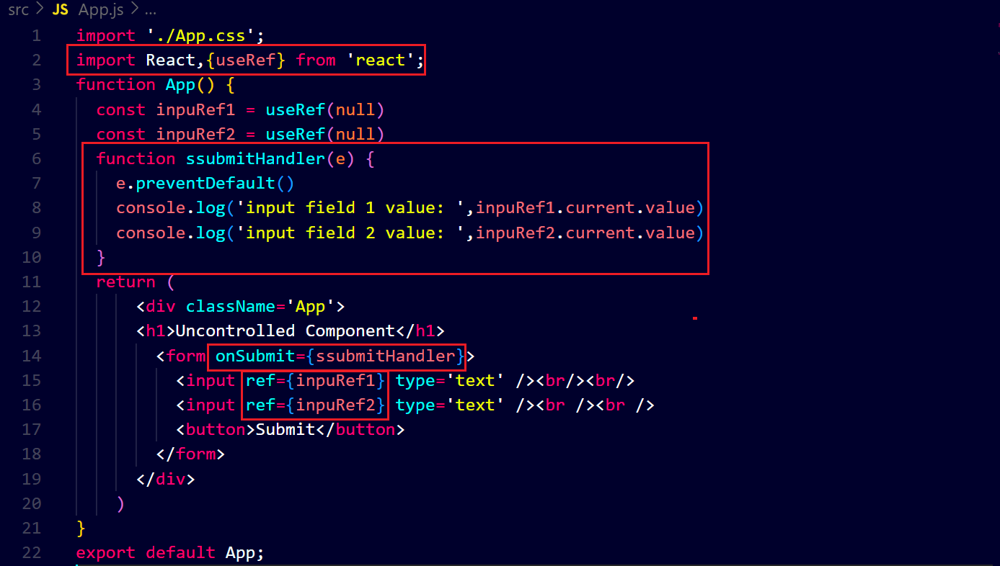 src > JS App.js > ...
1 import './App.css';
2 import React,{useRef} from 'react';
3 function App() {
4 const inpuRef1 = useRef(null)
5 const inpuRef2 = useRef(null)
6 function ssubmitHandler(e) {
7 e.preventDefault()
8 console.log('input field 1 value: ',inpuRef1.current.value)
9 console.log('input field 2 value: ',inpuRef2.current.value)
10 }
11 return (
12 <div className='App'>
13 <h1>Uncontrolled Component</h1>
14 <form onSubmit={ssubmitHandler}>
15 <input ref={inpuRef1} type='text' /><br/><br/>
16 <input ref={inpuRef2} type='text' /><br /><br />
17 <button>Submit</button>
18 </form>
19 </div>
20 )
21 }
22 export default App;